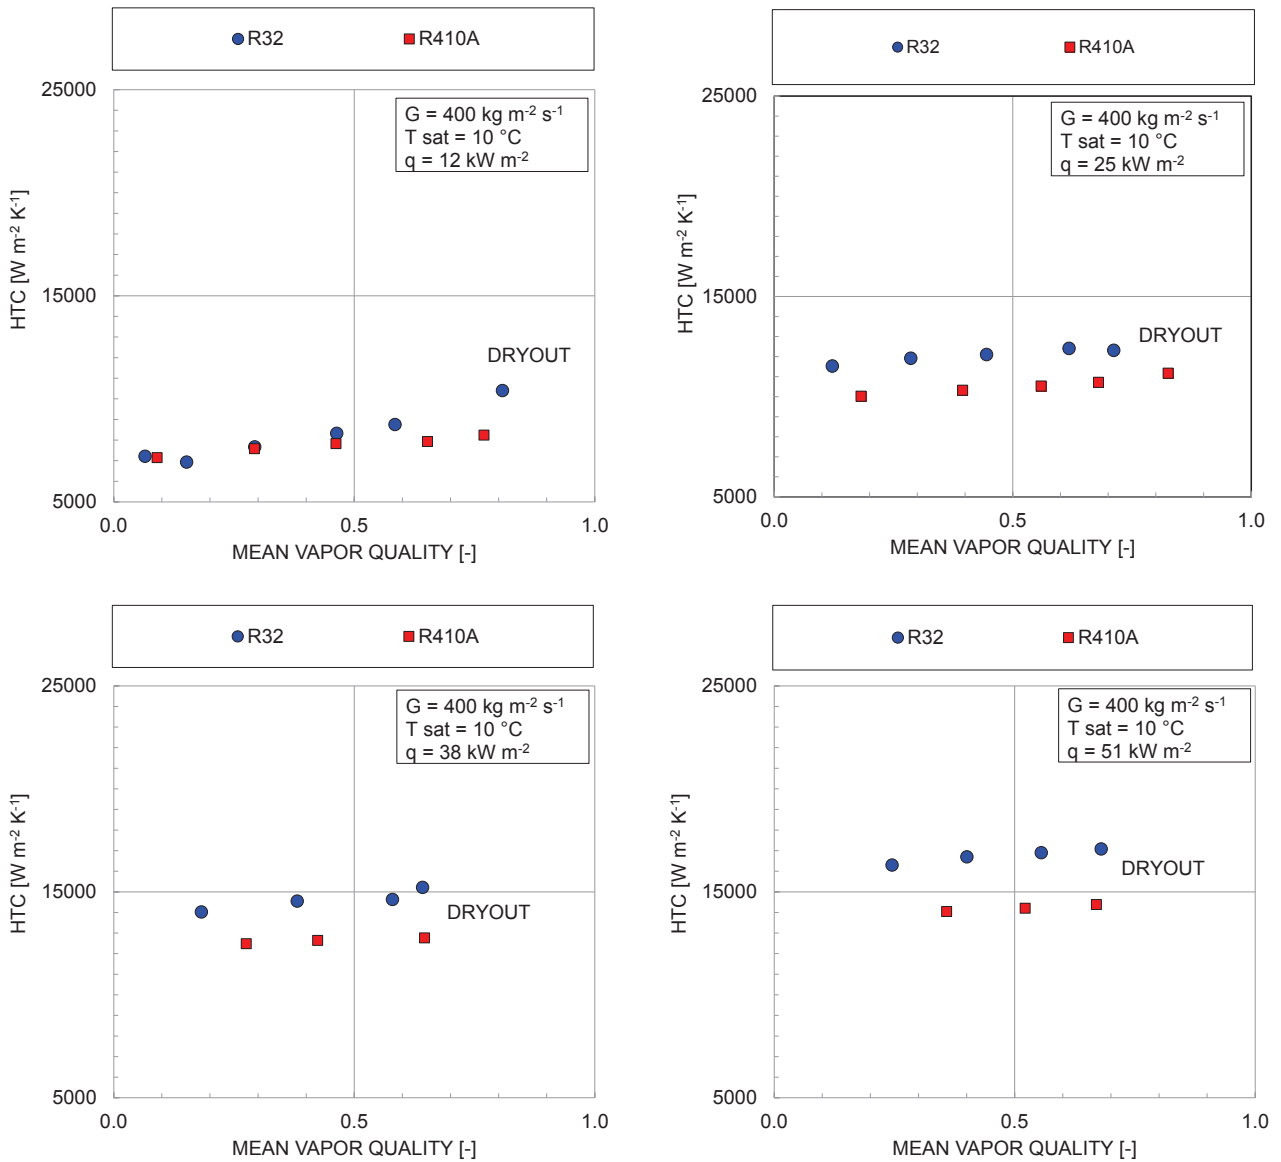 R32 R410A
25000
G = 400 kg m-2 s-1
T sat = 10 °C
q = 12 kW m-2
HTC [W m-2 K-1]
15000
DRYOUT
5000
0.0 0.5 1.0
MEAN VAPOR QUALITY [-]
R32 R410A
25000
G = 400 kg m-2 s-1
T sat = 10 °C
q = 25 kW m-2
HTC [W m-2 K-1]
15000
DRYOUT
5000
0.0 0.5 1.0
MEAN VAPOR QUALITY [-]
R32 R410A
25000
G = 400 kg m-2 s-1
T sat = 10 °C
q = 38 kW m-2
HTC [W m-2 K-1]
15000
DRYOUT
5000
0.0 0.5 1.0
MEAN VAPOR QUALITY [-]
R32 R410A
25000
G = 400 kg m-2 s-1
T sat = 10 °C
q = 51 kW m-2
HTC [W m-2 K-1]
DRYOUT
15000
5000
0.0 0.5 1.0
MEAN VAPOR QUALITY [-]